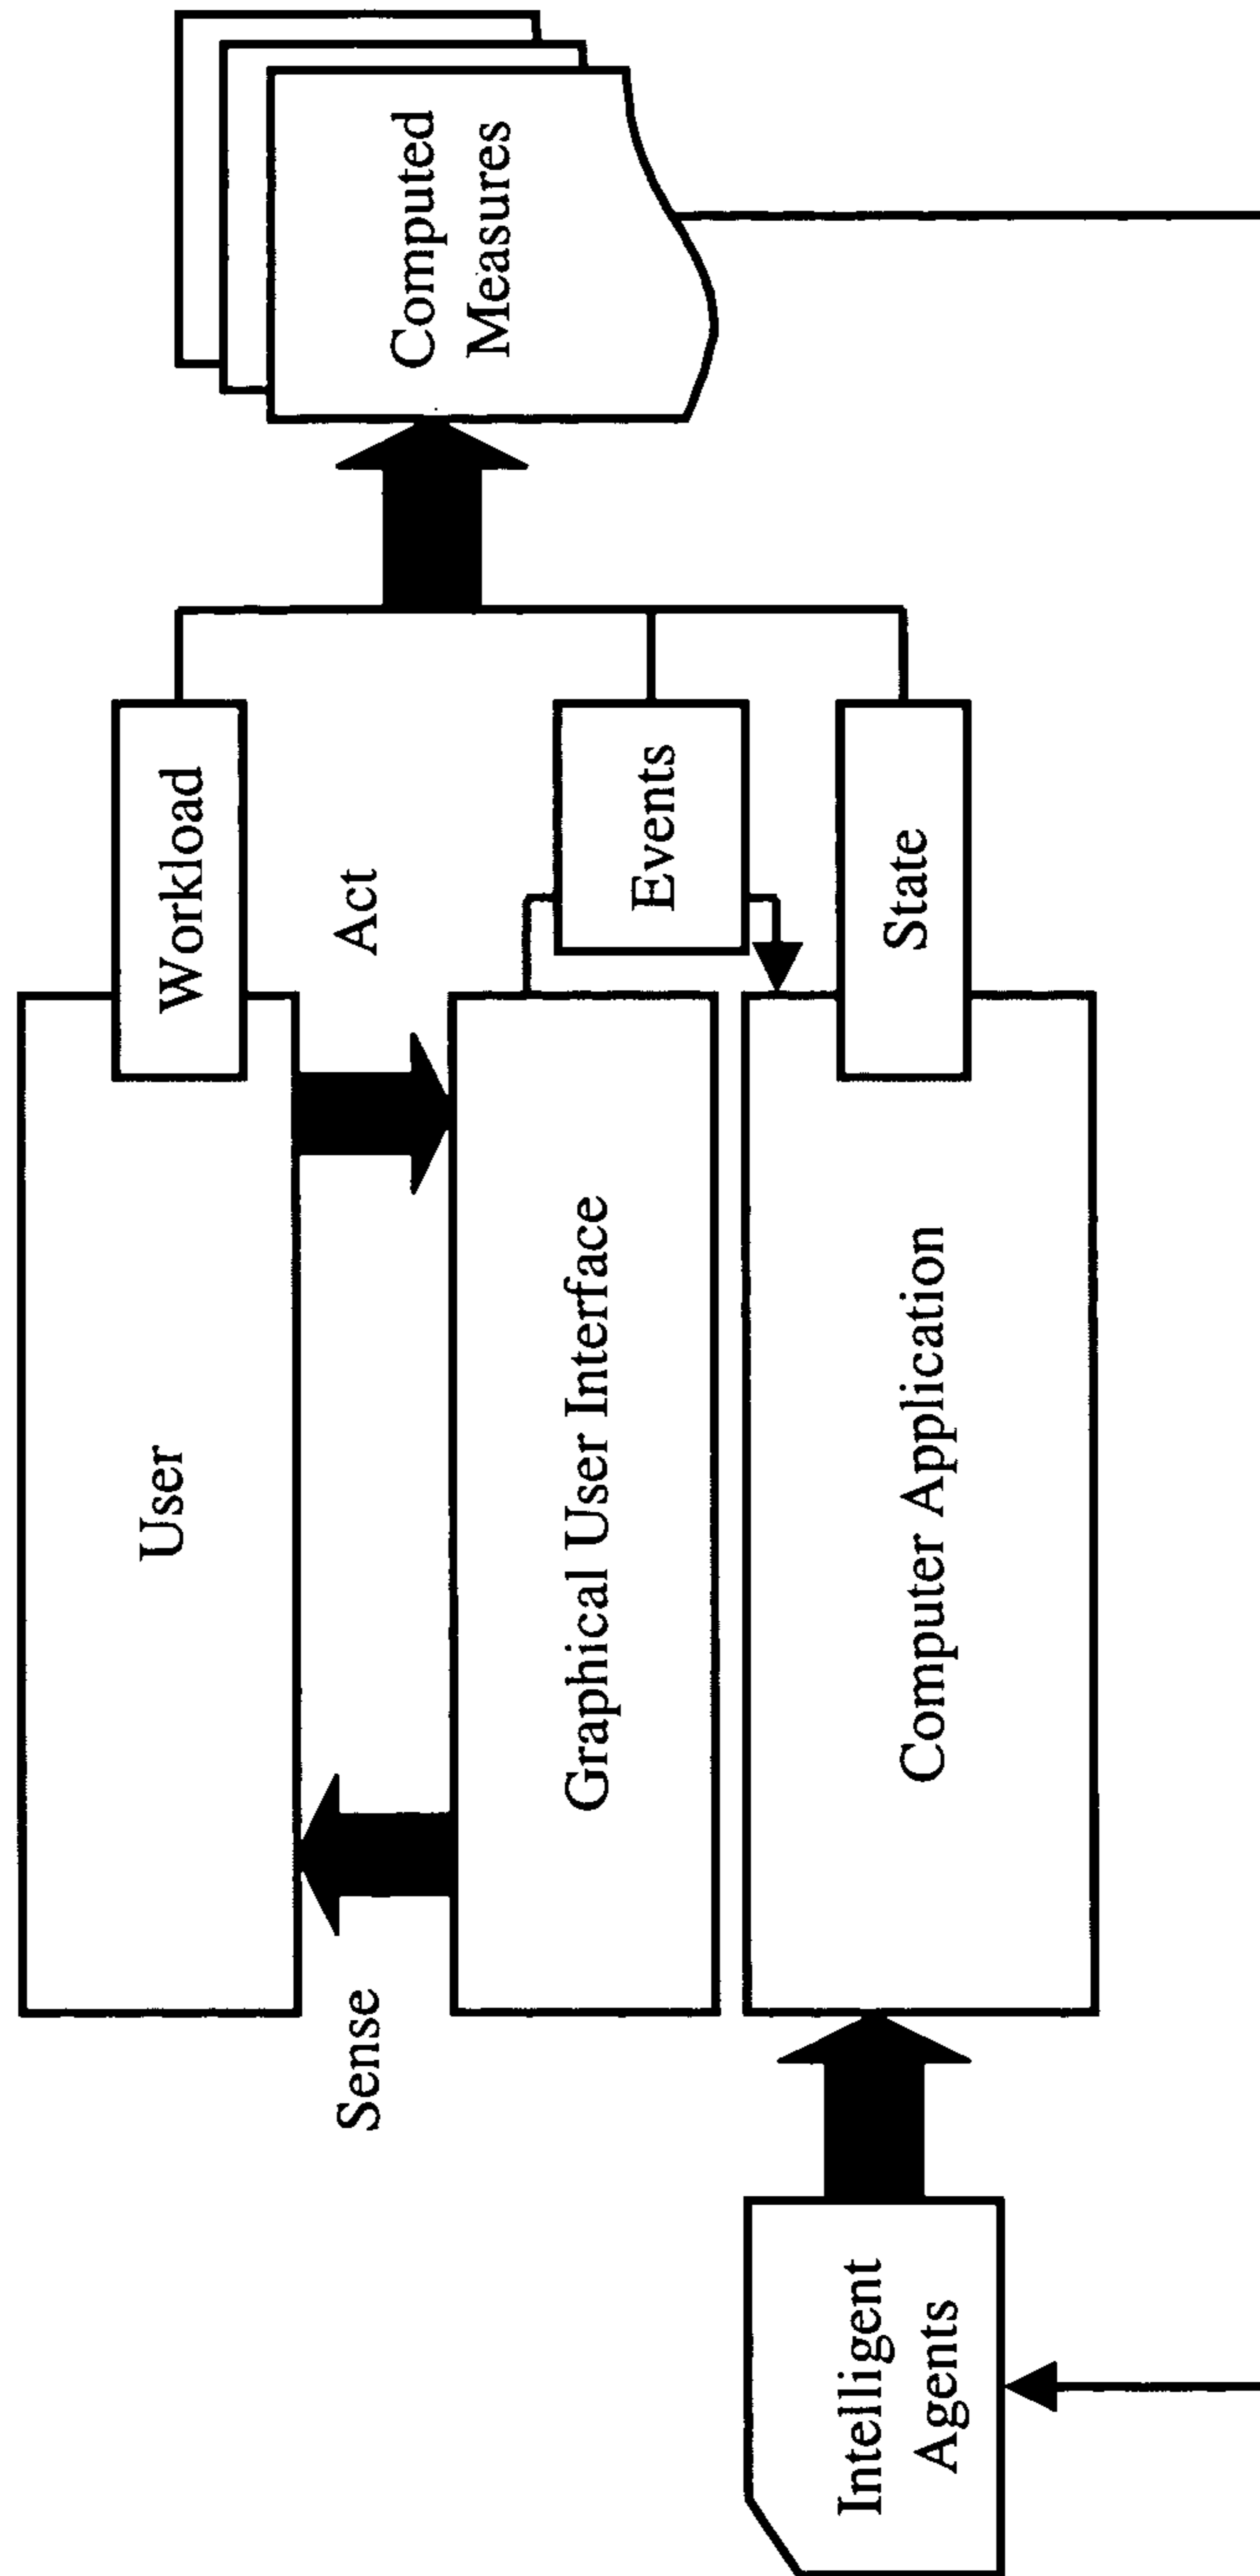 User
Workload
Computed
Measures
Sense
Act
Graphical User Interface
Events
Intelligent
Agents
Computer Application
State